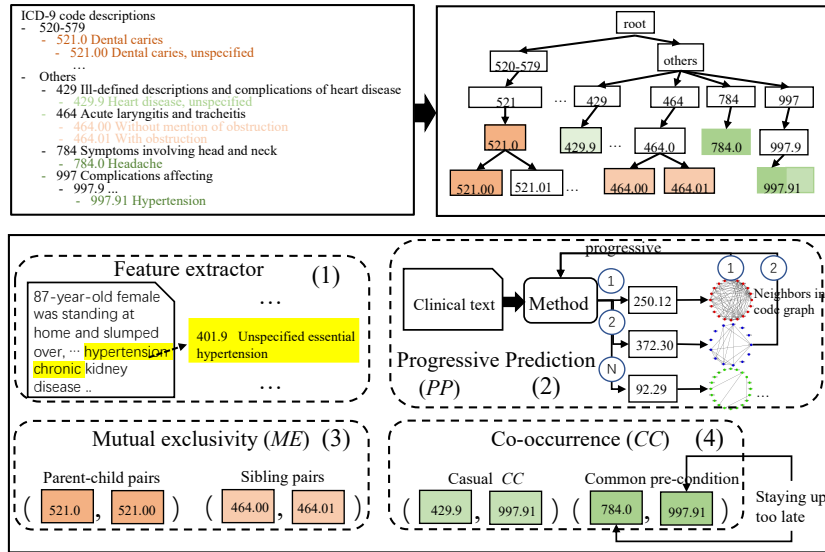 ICD-9 code descriptions
- 520-579
- 521.0 Dental caries
- 521.00 Dental caries, unspecified
...
- Others
- 429 Ill-defined descriptions and complications of heart disease
- 429.9 Heart disease, unspecified
- 464 Acute laryngitis and tracheitis
- 464.00 Without mention of obstruction
- 464.01 With obstruction
- 784 Symptoms involving head and neck
- 784.0 Headache
- 997 Complications affecting
- 997.9 ...
- 997.91 Hypertension
root
520-579
others
521
...
429
464
784
997
521.0
429.9
...
464.0
784.0
997.9
521.00
521.01
...
464.00
464.01
997.91
Feature extractor
(1)
87-year-old female
was standing at
home and slumped
over, ... hypertension
chronic kidney
disease ..
...
401.9 Unspecified essential
hypertension
...
progressive
Clinical text
Method
1
2
N
250.12
372.30
92.29
1
2
Neighbors in
code graph
...
Progressive Prediction
(PP)
(2)
Mutual exclusivity (ME)
(3)
Parent-child pairs
Sibling pairs
( 521.0 , 521.00 )
( 464.00 , 464.01 )
Co-occurrence (CC)
(4)
Casual CC
Common pre-condition
( 429.9 , 997.91 )
( 784.0 , 997.91 )
Staying up
too late